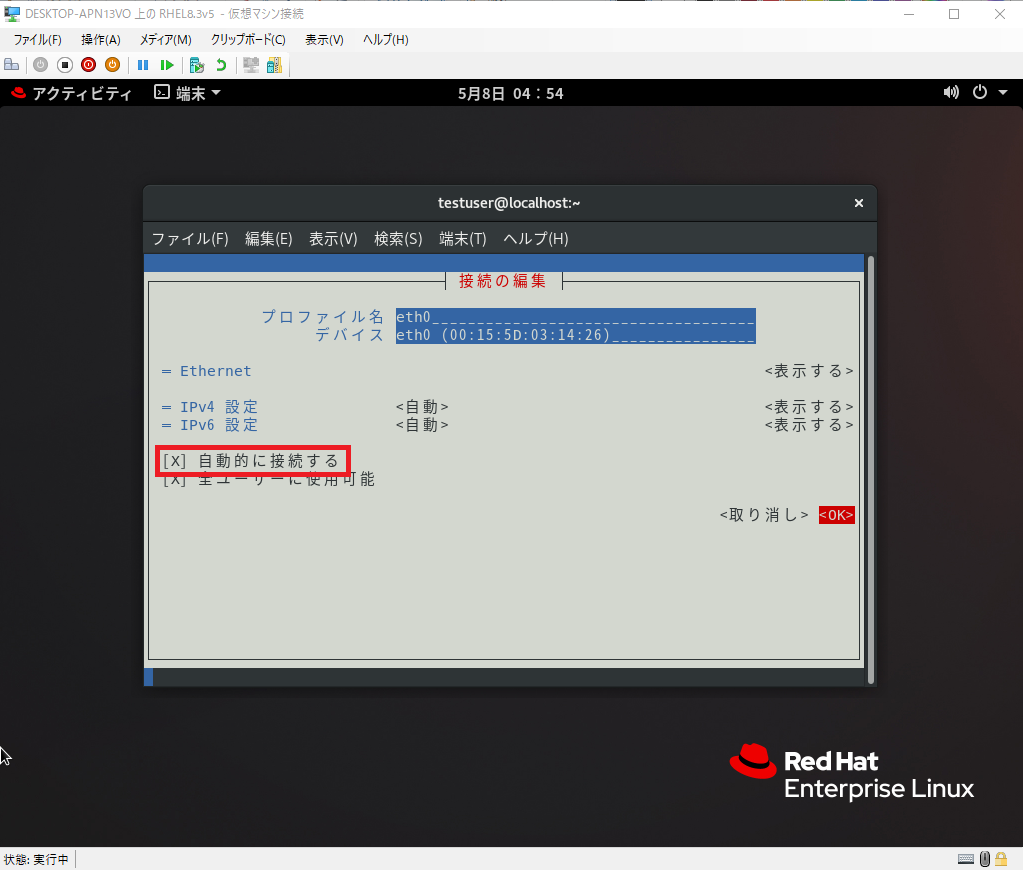 DESKTOP-APN13VO 上の RHEL8.3v5 - 仮想マシン接続
ファイル(F) 操作(A) メディア(M) クリップボード(C) 表示(V) ヘルプ(H)
アクティビティ 端末 5月8日 04：54
testuser@localhost:~
ファイル(F) 編集(E) 表示(V) 検索(S) 端末(T) ヘルプ(H)
接続の編集
プロファイル名 eth0____________________________________
デバイス eth0 (00:15:5D:03:14:26)________________
= Ethernet <表示する>
= IPv4 設定 <自動> <表示する>
= IPv6 設定 <自動> <表示する>
[X] 自動的に接続する
[X] 全ユーザーに使用可能
<取り消し> <OK>
Red Hat
Enterprise Linux
状態: 実行中